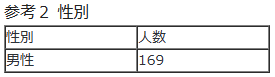 参考２ 性別
性別 人数
男性 169